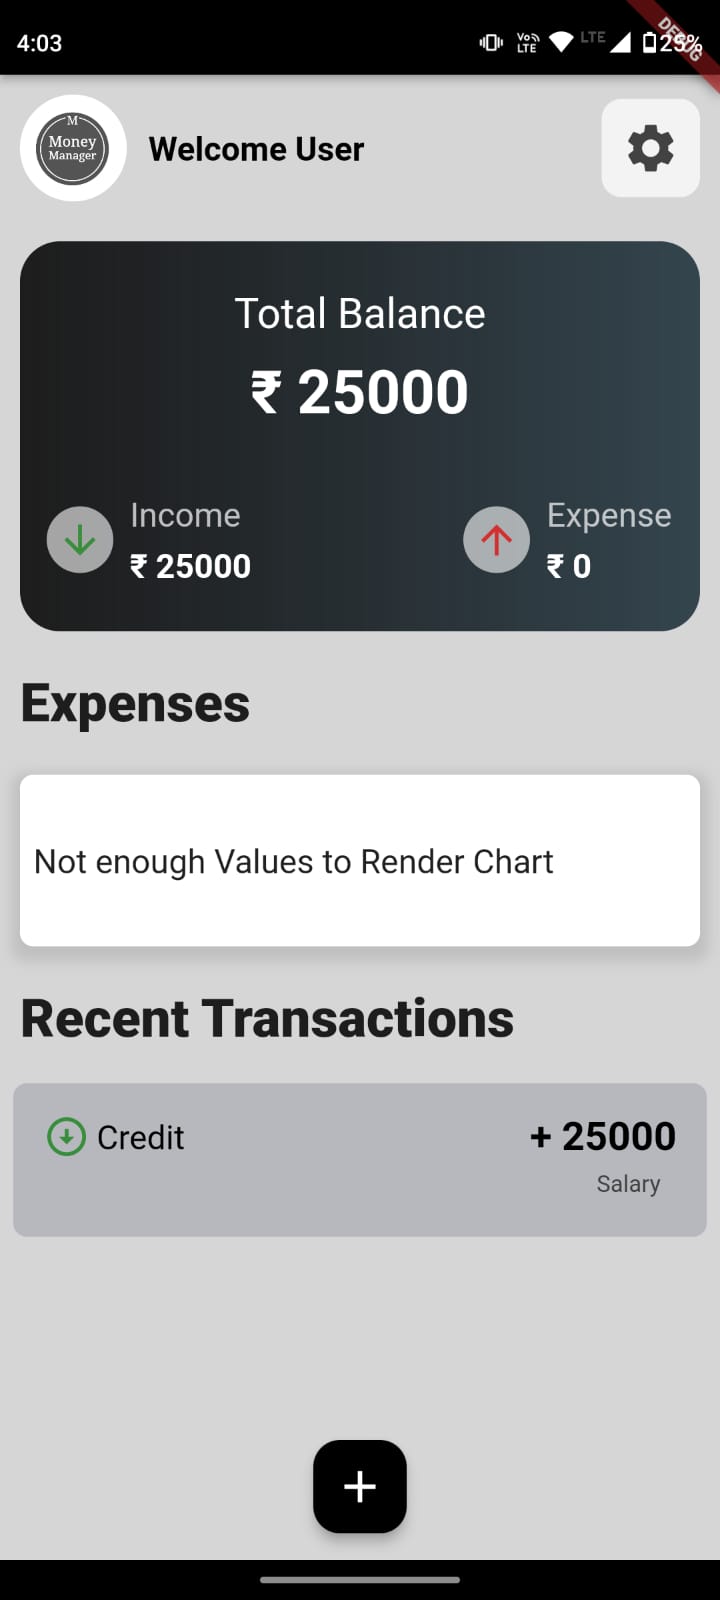 4:03
Vo))
LTE
LTE
25%
DEBUG
M
Money
Manager
Welcome User
Total Balance
₹ 25000
Income
₹ 25000
Expense
₹ 0
Expenses
Not enough Values to Render Chart
Recent Transactions
Credit
+ 25000
Salary
+